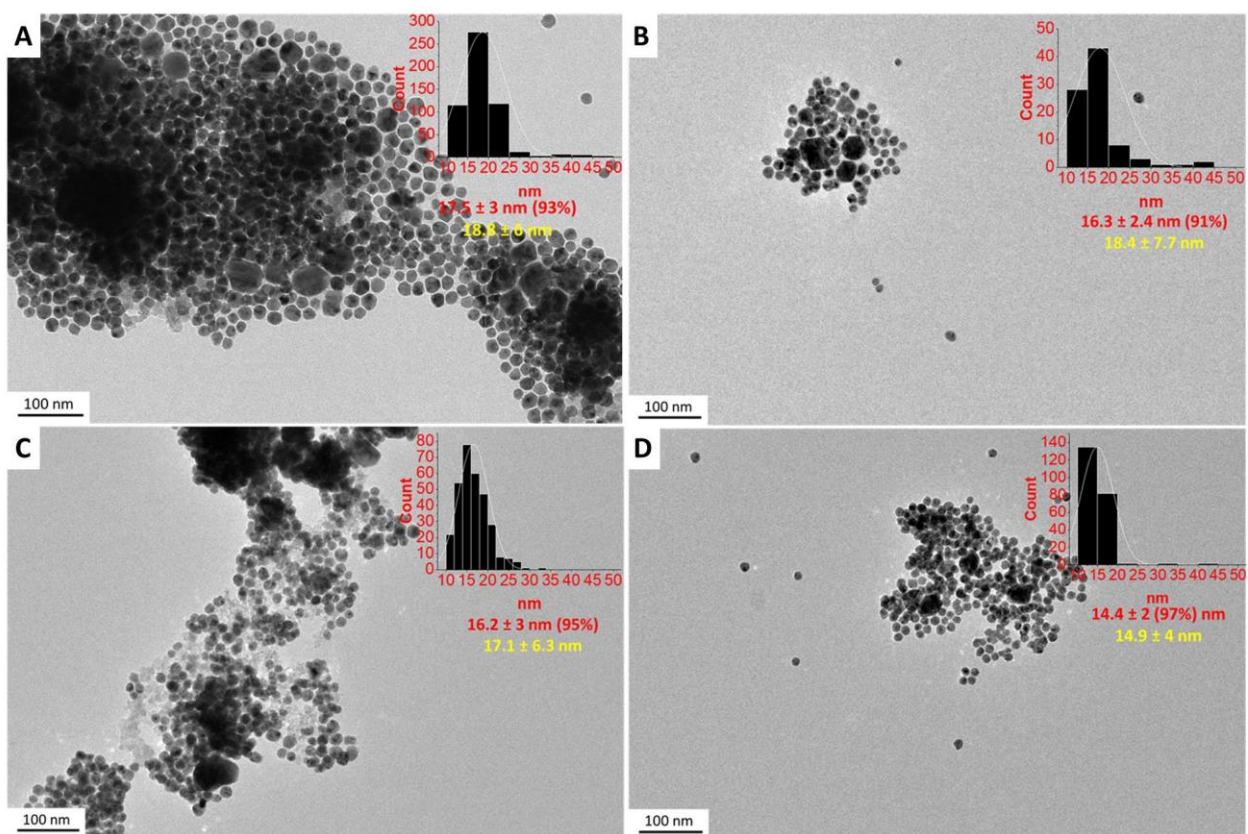 A
300
250
200
150
100
50
0
Count
10 15 20 25 30 35 40 45 50
nm
17.5 ± 3 nm (93%)
18.8 ± 6 nm
100 nm
B
50
40
30
20
10
0
Count
10 15 20 25 30 35 40 45 50
nm
16.3 ± 2.4 nm (91%)
18.4 ± 7.7 nm
100 nm
C
80
70
60
50
40
30
20
10
0
Count
10 15 20 25 30 35 40 45 50
nm
16.2 ± 3 nm (95%)
17.1 ± 6.3 nm
100 nm
D
140
120
100
80
60
40
20
0
Count
10 15 20 25 30 35 40 45 50
nm
14.4 ± 2 (97%) nm
14.9 ± 4 nm
100 nm